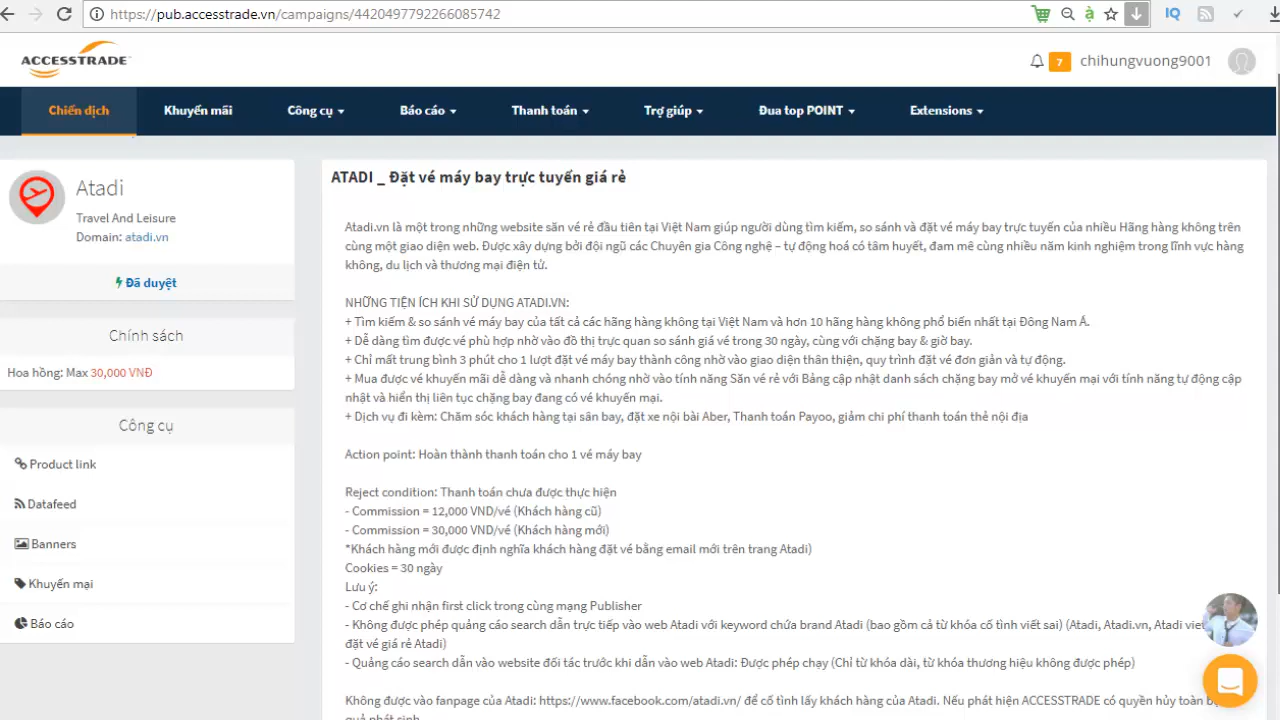 https://pub.accesstrade.vn/campaigns/4420497792266085742
IQ
ACCESSTRADE
7 chihungvuong9001
Chiến dịch Khuyến mãi Công cụ Báo cáo Thanh toán Trợ giúp Đua top POINT Extensions
Atadi
Travel And Leisure
Domain: atadi.vn
Đã duyệt
Chính sách
Hoa hồng: Max 30,000 VNĐ
Công cụ
Product link
Datafeed
Banners
Khuyến mại
Báo cáo
ATADI _ Đặt vé máy bay trực tuyến giá rẻ
Atadi.vn là một trong những website săn vé rẻ đầu tiên tại Việt Nam giúp người dùng tìm kiếm, so sánh và đặt vé máy bay trực tuyến của nhiều Hãng hàng không trên
cùng một giao diện web. Được xây dựng bởi đội ngũ các Chuyên gia Công nghệ – tự động hoá có tâm huyết, đam mê cùng nhiều năm kinh nghiệm trong lĩnh vực hàng
không, du lịch và thương mại điện tử.
NHỮNG TIỆN ÍCH KHI SỬ DỤNG ATADI.VN:
+ Tìm kiếm & so sánh vé máy bay của tất cả các hãng hàng không tại Việt Nam và hơn 10 hãng hàng không phổ biến nhất tại Đông Nam Á.
+ Dễ dàng tìm được vé phù hợp nhờ vào đồ thị trực quan so sánh giá vé trong 30 ngày, cùng với chặng bay & giờ bay.
+ Chỉ mất trung bình 3 phút cho 1 lượt đặt vé máy bay thành công nhờ vào giao diện thân thiện, quy trình đặt vé đơn giản và tự động.
+ Mua được vé khuyến mãi dễ dàng và nhanh chóng nhờ vào tính năng Săn vé rẻ với Bảng cập nhật danh sách chặng bay mở vé khuyến mại với tính năng tự động cập
nhật và hiển thị liên tục chặng bay đang có vé khuyến mại.
+ Dịch vụ đi kèm: Chăm sóc khách hàng tại sân bay, đặt xe nội bài Aber, Thanh toán Payoo, giảm chi phí thanh toán thẻ nội địa
Action point: Hoàn thành thanh toán cho 1 vé máy bay
Reject condition: Thanh toán chưa được thực hiện
- Commission = 12,000 VND/vé (Khách hàng cũ)
- Commission = 30,000 VND/vé (Khách hàng mới)
*Khách hàng mới được định nghĩa khách hàng đặt vé bằng email mới trên trang Atadi)
Cookies = 30 ngày
Lưu ý:
- Cơ chế ghi nhận first click trong cùng mạng Publisher
- Không được phép quảng cáo search dẫn trực tiếp vào web Atadi với keyword chứa brand Atadi (bao gồm cả từ khóa cố tình viết sai) (Atadi, Atadi.vn, Atadi viet
đặt vé giá rẻ Atadi)
- Quảng cáo search dẫn vào website đối tác trước khi dẫn vào web Atadi: Được phép chạy (Chỉ từ khóa dài, từ khóa thương hiệu không được phép)
Không được vào fanpage của Atadi: https://www.facebook.com/atadi.vn/ để cố tình lấy khách hàng của Atadi. Nếu phát hiện ACCESSTRADE có quyền hủy toàn
quả phát sinh